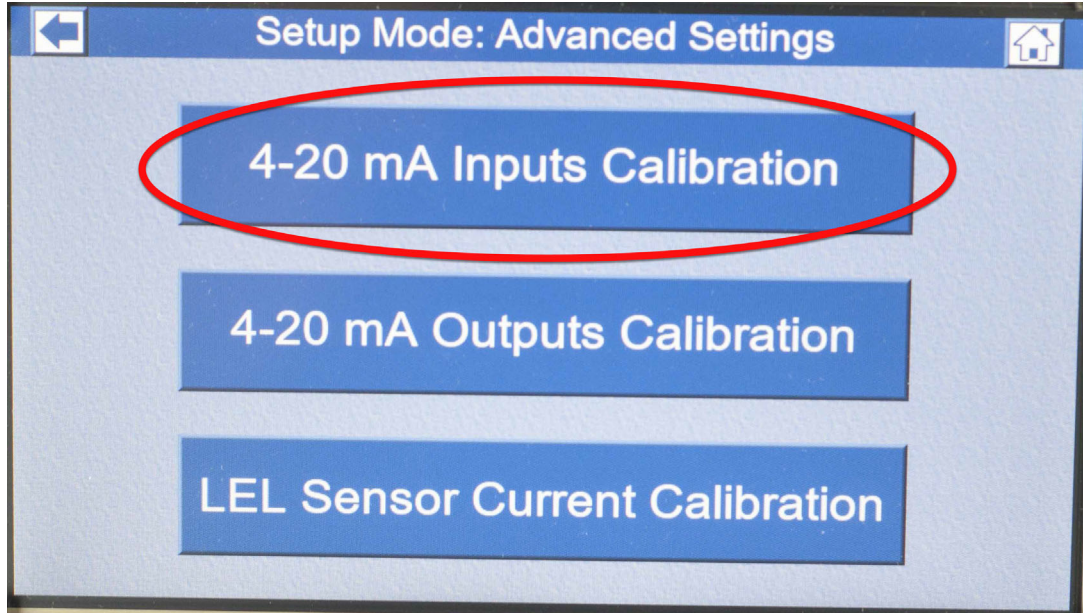 Setup Mode: Advanced Settings
4-20 mA Inputs Calibration
4-20 mA Outputs Calibration
LEL Sensor Current Calibration